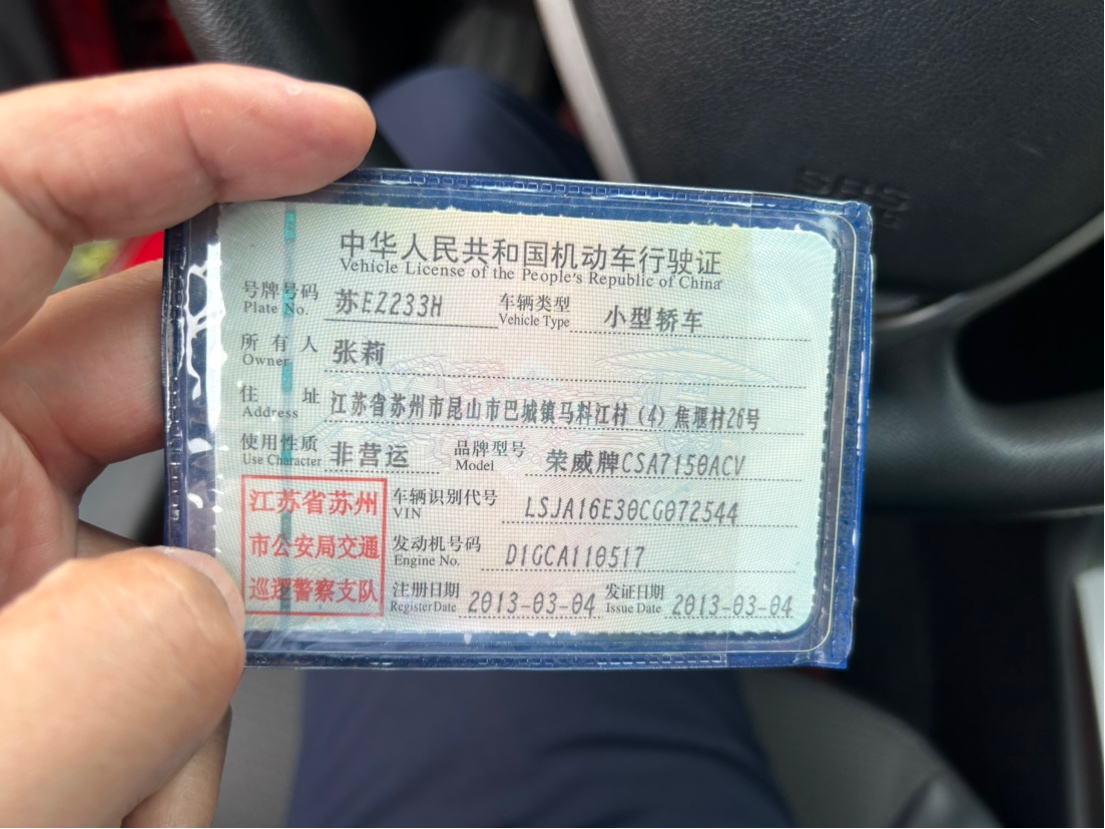 SRS
中华人民共和国机动车行驶证
Vehicle License of the People's Republic of China
号牌号码 苏EZ233H 车辆类型 小型轿车
Plate No. Vehicle Type
所有人 张莉
Owner
住址 江苏省苏州市昆山市巴城镇马料江村（4）焦堰村26号
Address
使用性质 非营运 品牌型号 荣威牌CSA7150ACV
Use Character Model
江苏省苏州 车辆识别代号 LSJA16E30CG072544
VIN
市公安局交通 发动机号码 D1GCA110517
Engine No.
巡逻警察支队 注册日期 2013-03-04 发证日期 2013-03-04
Register Date Issue Date